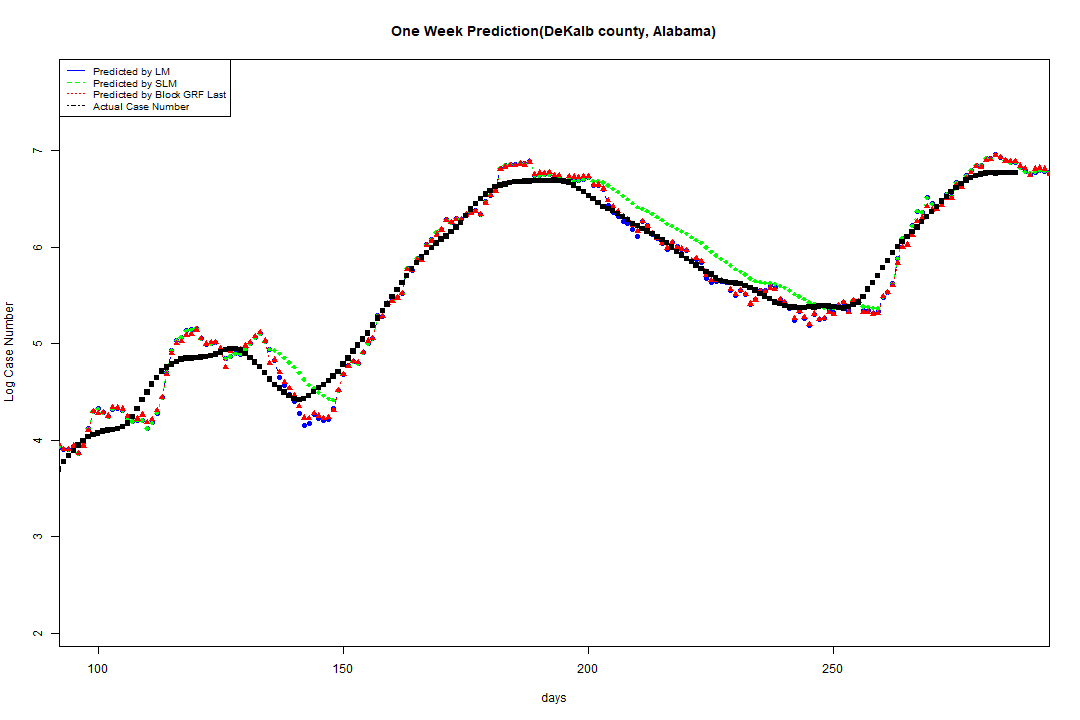 One Week Prediction(DeKalb county, Alabama)
Predicted by LM
Predicted by SLM
Predicted by Block GRF Last
Actual Case Number
7
6
5
4
3
2
Log Case Number
100 150 200 250
days